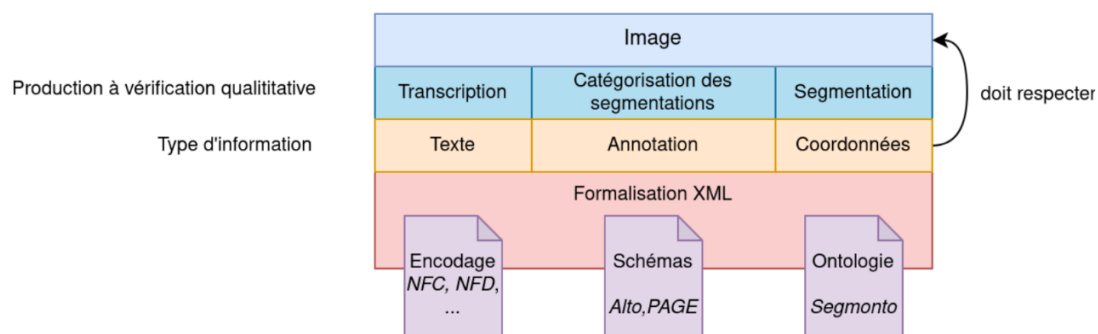 Image
Production à vérification qualititative
Transcription
Catégorisation des
segmentations
Segmentation
doit respecter
Type d'information
Texte
Annotation
Coordonnées
Formalisation XML
Encodage
NFC, NFD,
...
Schémas
Alto,PAGE
Ontologie
Segmonto